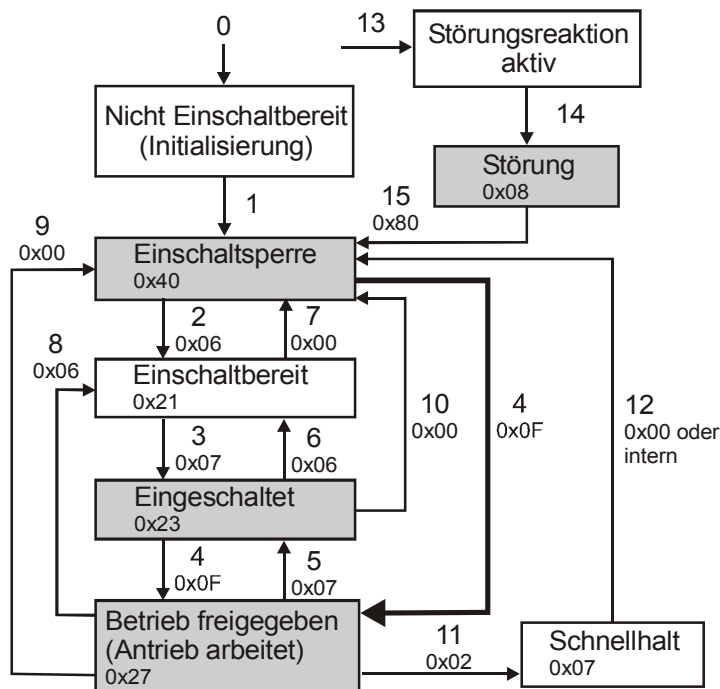 0
13
Störungsreaktion
aktiv
Nicht Einschaltbereit
(Initialisierung)
14
Störung
0x08
1
15
0x80
9
0x00
Einschaltsperre
0x40
2
0x06
7
0x00
8
0x06
Einschaltbereit
0x21
10
0x00
4
0x0F
12
0x00 oder
intern
3
0x07
6
0x06
Eingeschaltet
0x23
4
0x0F
5
0x07
Betrieb freigegeben
(Antrieb arbeitet)
0x27
11
0x02
Schnellhalt
0x07